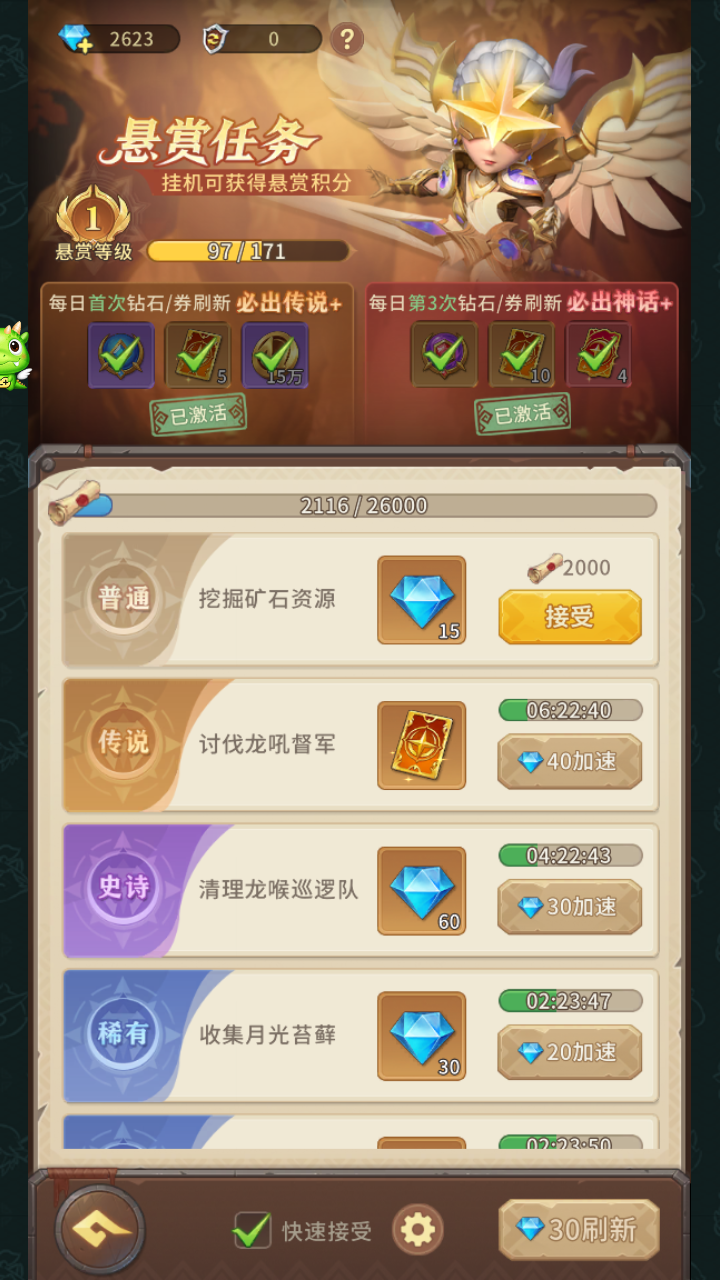 2623
0
?
悬赏任务
挂机可获得悬赏积分
1
悬赏等级
97/171
每日首次钻石/券刷新 必出传说+
5
15万
已激活
每日第3次钻石/券刷新 必出神话+
10
4
已激活
2116/26000
普通
挖掘矿石资源
15
2000
接受
传说
讨伐龙吼督军
06:22:40
40加速
史诗
清理龙喉巡逻队
60
04:22:43
30加速
稀有
收集月光苔藓
30
02:23:47
20加速
02:23:50
快速接受
30刷新